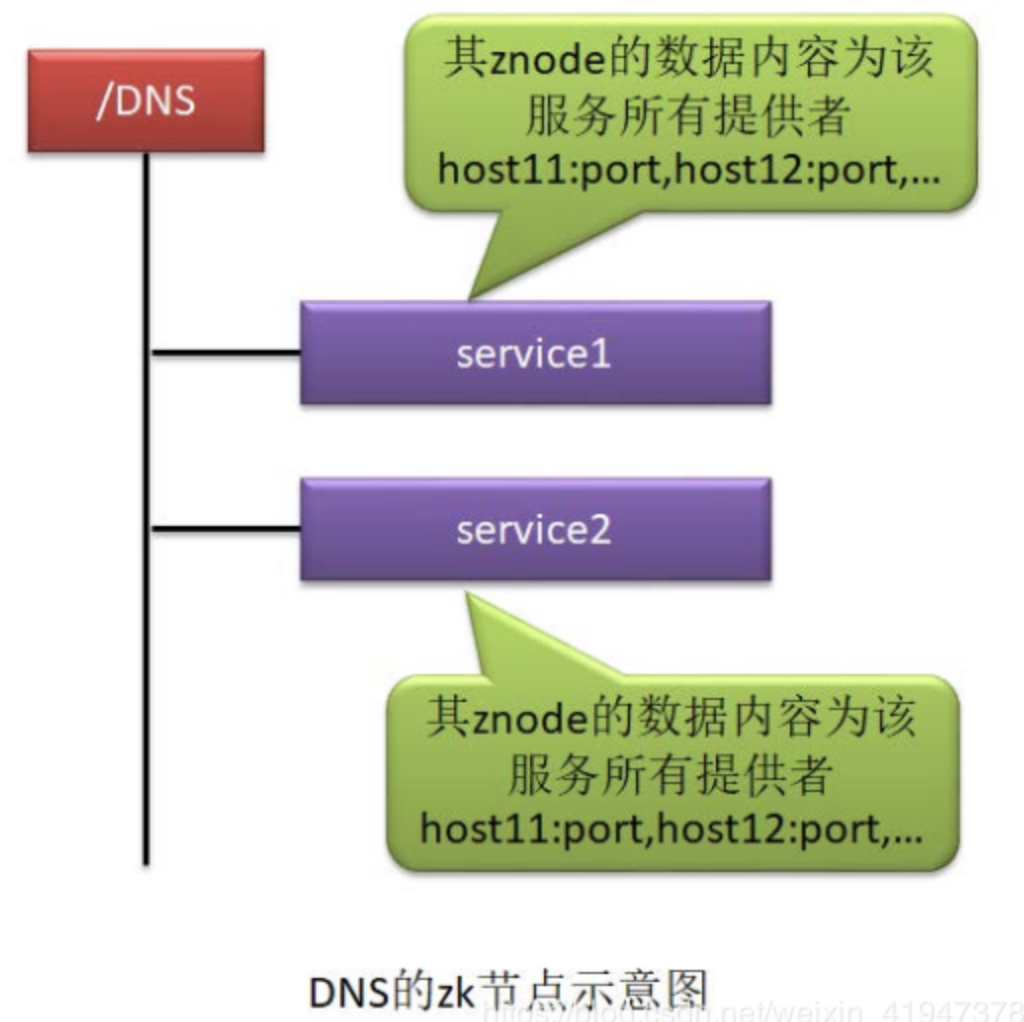 /DNS
其znode的数据内容为该
服务所有提供者
host11:port,host12:port,...
service1
service2
其znode的数据内容为该
服务所有提供者
host11:port,host12:port,...
DNS的zk节点示意图
https://blog.csdn.net/weixin_41947378